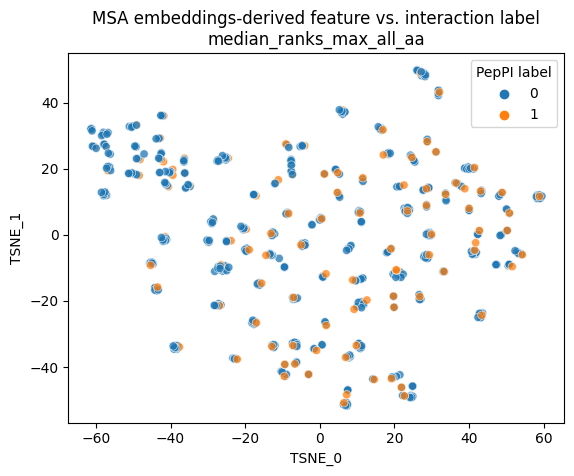 MSA embeddings-derived feature vs. interaction label
median_ranks_max_all_aa
PepPI label
0
1
TSNE_1
40
20
0
−20
−40
−60
−40
−20
0
20
40
60
TSNE_0